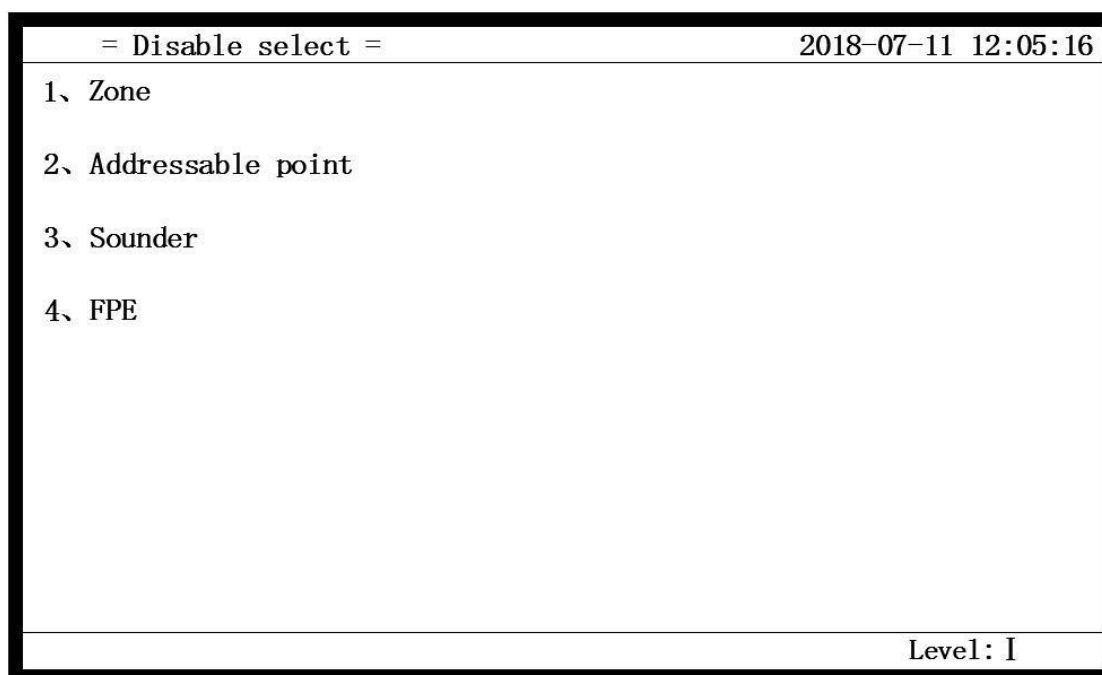 = Disable select = 2018-07-11 12:05:16
1、Zone
2、Addressable point
3、Sounder
4、FPE
Level: I